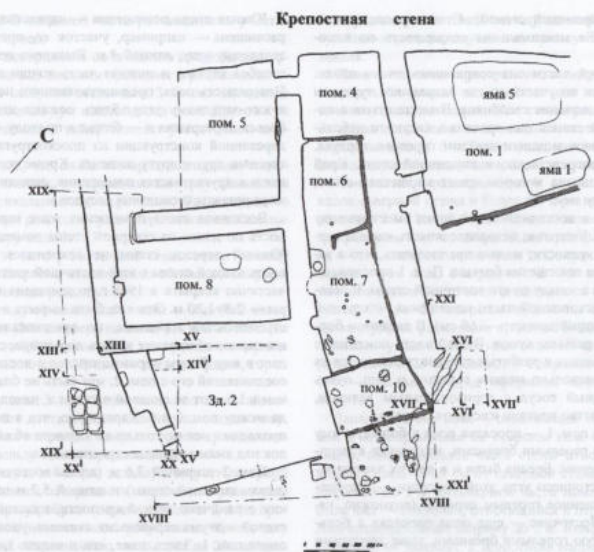 Крепостная стена
пом. 4
яма 5
пом. 5
пом. 1
С
яма 1
пом. 6
XIX
пом. 8
пом. 7
XXI
XIII¹
XIII
XV
XVI
XIV
XIV¹
пом. 10
Зд. 2
XVII
XVI¹
XVII¹
XIX¹
XX¹
XX
XV
XXI¹
XVIII¹
XVIII